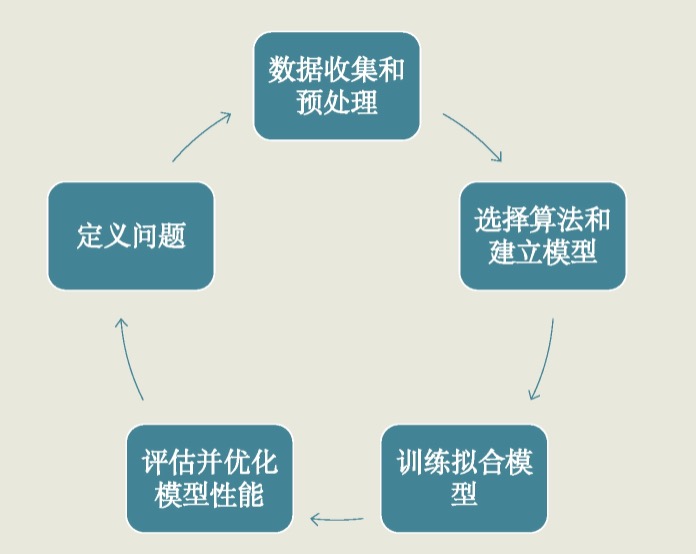 数据收集和
预处理
选择算法和
建立模型
定义问题
评估并优化
模型性能
训练拟合模
型